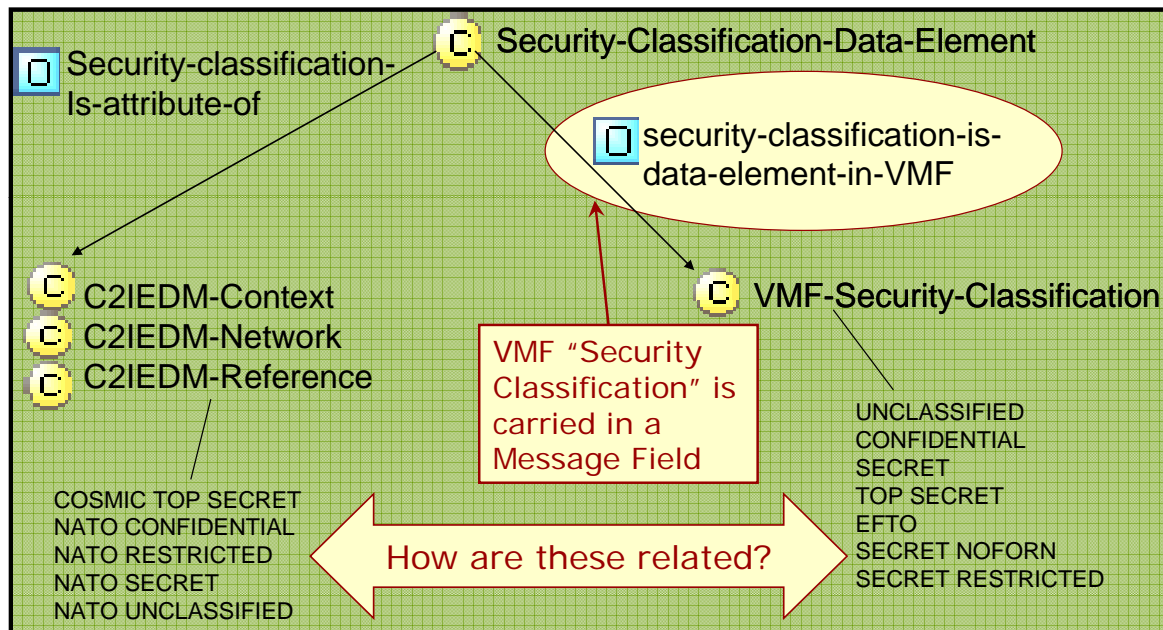 C Security-Classification-Data-Element
Security-classification-
Is-attribute-of
security-classification-is-
data-element-in-VMF
C C2IEDM-Context
C C2IEDM-Network
C C2IEDM-Reference
C VMF-Security-Classification
VMF “Security
Classification” is
carried in a
Message Field
COSMIC TOP SECRET
NATO CONFIDENTIAL
NATO RESTRICTED
NATO SECRET
NATO UNCLASSIFIED
How are these related?
UNCLASSIFIED
CONFIDENTIAL
SECRET
TOP SECRET
EFTO
SECRET NOFORN
SECRET RESTRICTED